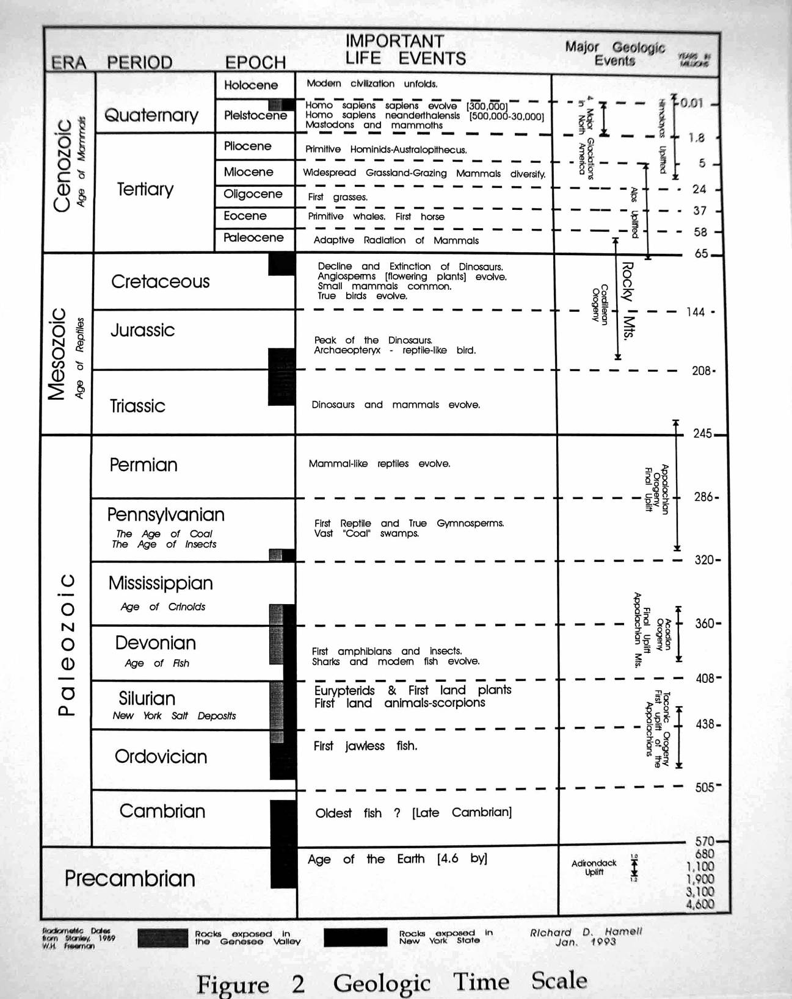 ERA PERIOD EPOCH IMPORTANT LIFE EVENTS Major Geologic Events YEARS BY MILLIONS
Cenozoic
Age of Mammals
Quaternary
Holocene
Modern civilization unfolds.
Pleistocene
Homo sapiens sapiens evolve [300,000]
Homo sapiens neanderthalensis [500,000-30,000]
Mastodons and mammoths
4 Major Glaciations
in North America
Himalayas Uplifted
0.01
1.8
Tertiary
Pliocene
Primitive Hominids-Australopithecus.
5
Miocene
Widespread Grassland-Grazing Mammals diversify.
24
Oligocene
First grasses.
37
Eocene
Primitive whales. First horse
58
Paleocene
Adaptive Radiation of Mammals
Alps Uplifted
65
Mesozoic
Age of Reptiles
Cretaceous
Decline and Extinction of Dinosaurs.
Angiosperms [flowering plants] evolve.
Small mammals common.
True birds evolve.
Rocky Mts.
Cordilleran
Orogeny
144
Jurassic
Peak of the Dinosaurs.
Archaeopteryx - reptile-like bird.
208
Triassic
Dinosaurs and mammals evolve.
245
Paleozoic
Permian
Mammal-like reptiles evolve.
Appalachian
Orogeny
Final Uplift
286
Pennsylvanian
The Age of Coal
The Age of Insects
First Reptile and True Gymnosperms.
Vast "Coal" swamps.
320
Mississippian
Age of Crinoids
Acadian
Orogeny
Final Uplift
Appalachian Mts.
360
Devonian
Age of Fish
First amphibians and insects.
Sharks and modern fish evolve.
408
Silurian
New York Salt Deposits
Eurypterids & First land plants
First land animals-scorpions
Taconic Orogeny
First uplift of the
Appalachians
438
Ordovician
First jawless fish.
505
Cambrian
Oldest fish ? [Late Cambrian]
570
Precambrian
Age of the Earth [4.6 by]
Adirondack
Uplift
1.0
1.2
680
1,100
1,900
3,100
4,600
Radiometric Dates
from Stanley, 1989
W.H. Freeman
Rocks exposed in
the Genesee Valley
Rocks exposed in
New York State
Richard D. Hamell
Jan. 1993
Figure 2 Geologic Time Scale